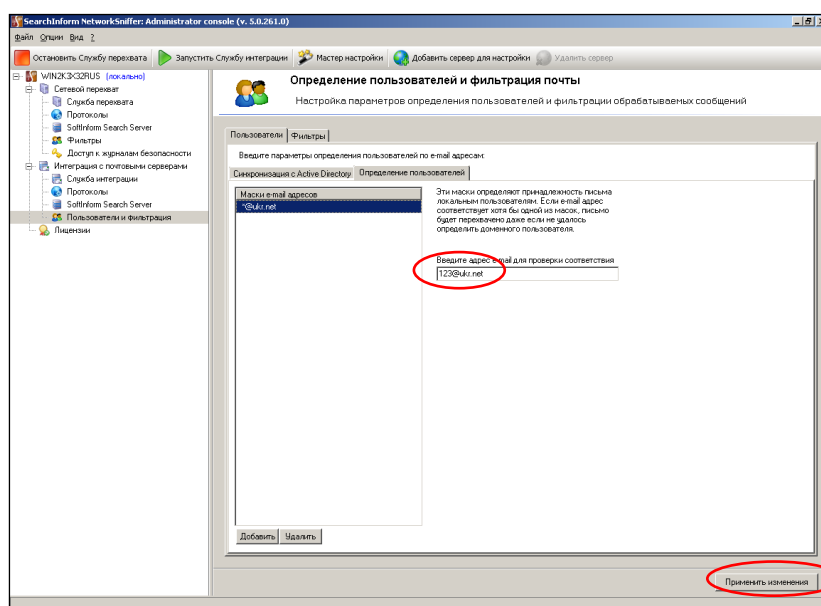 SearchInform NetworkSniffer: Administrator console (v. 5.0.261.0)
Файл Опции Вид ?
Остановить Службу перехвата Запустить Службу интеграции Мастер настройки Добавить сервер для настройки Удалить сервер
WIN2K3X32RUS (локально)
Сетевой перехват
Служба перехвата
Протоколы
SoftInform Search Server
Фильтры
Доступ к журналам безопасности
Интеграция с почтовыми серверами
Служба интеграции
Протоколы
SoftInform Search Server
Пользователи и фильтрация
Лицензии
Определение пользователей и фильтрация почты
Настройка параметров определения пользователей и фильтрации обрабатываемых сообщений
Пользователи Фильтры
Введите параметры определения пользователей по e-mail адресам:
Синхронизация с Active Directory Определение пользователей
Маски e-mail адресов
*@ukr.net
Эти маски определяют принадлежность письма
локальным пользователям. Если e-mail адрес
соответствует хотя бы одной из масок, письмо
будет перехвачено даже если не удалось
определить доменного пользователя.
Введите адрес e-mail для проверки соответствия
123@ukr.net
Добавить Удалить
Применить изменения